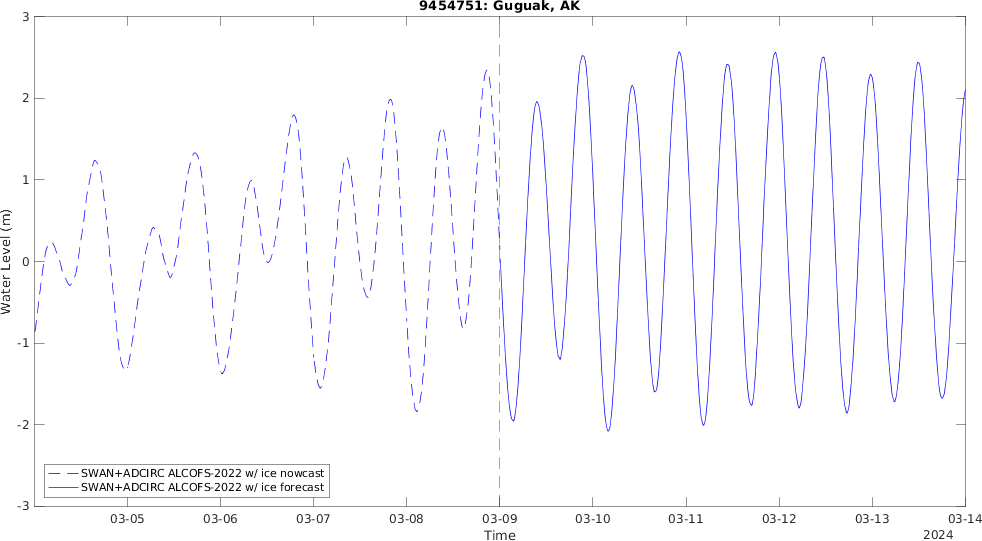 9454751: Guguak, AK
3
2
1
0
-1
-2
-3
Water Level (m)
SWAN+ADCIRC ALCOFS-2022 w/ ice nowcast
SWAN+ADCIRC ALCOFS-2022 w/ ice forecast
03-05 03-06 03-07 03-08 03-09 03-10 03-11 03-12 03-13 03-14
Time
2024